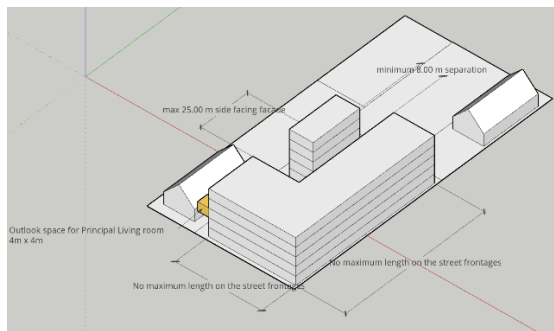 minimum 8.00 m separation
max 25.00 m side facing facade
Outlook space for Principal Living room
4m x 4m
No maximum length on the street frontages
No maximum length on the street frontages